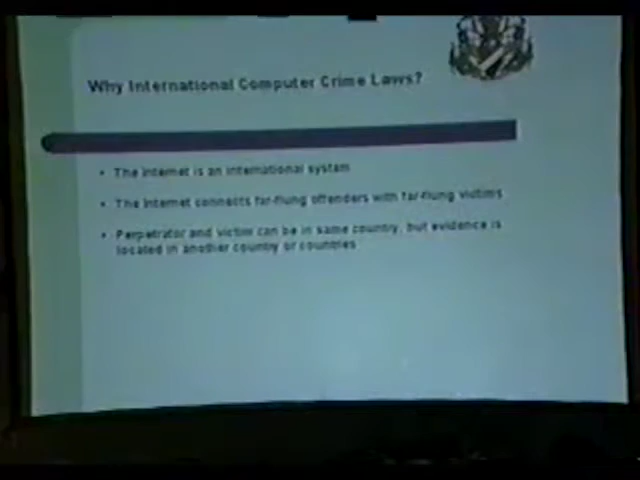 Why International Computer Crime Laws?
• The Internet is an international system
• The Internet connects far-flung offenders with far-flung victims
• Perpetrator and victim can be in same country, but evidence is
located in another country or countries